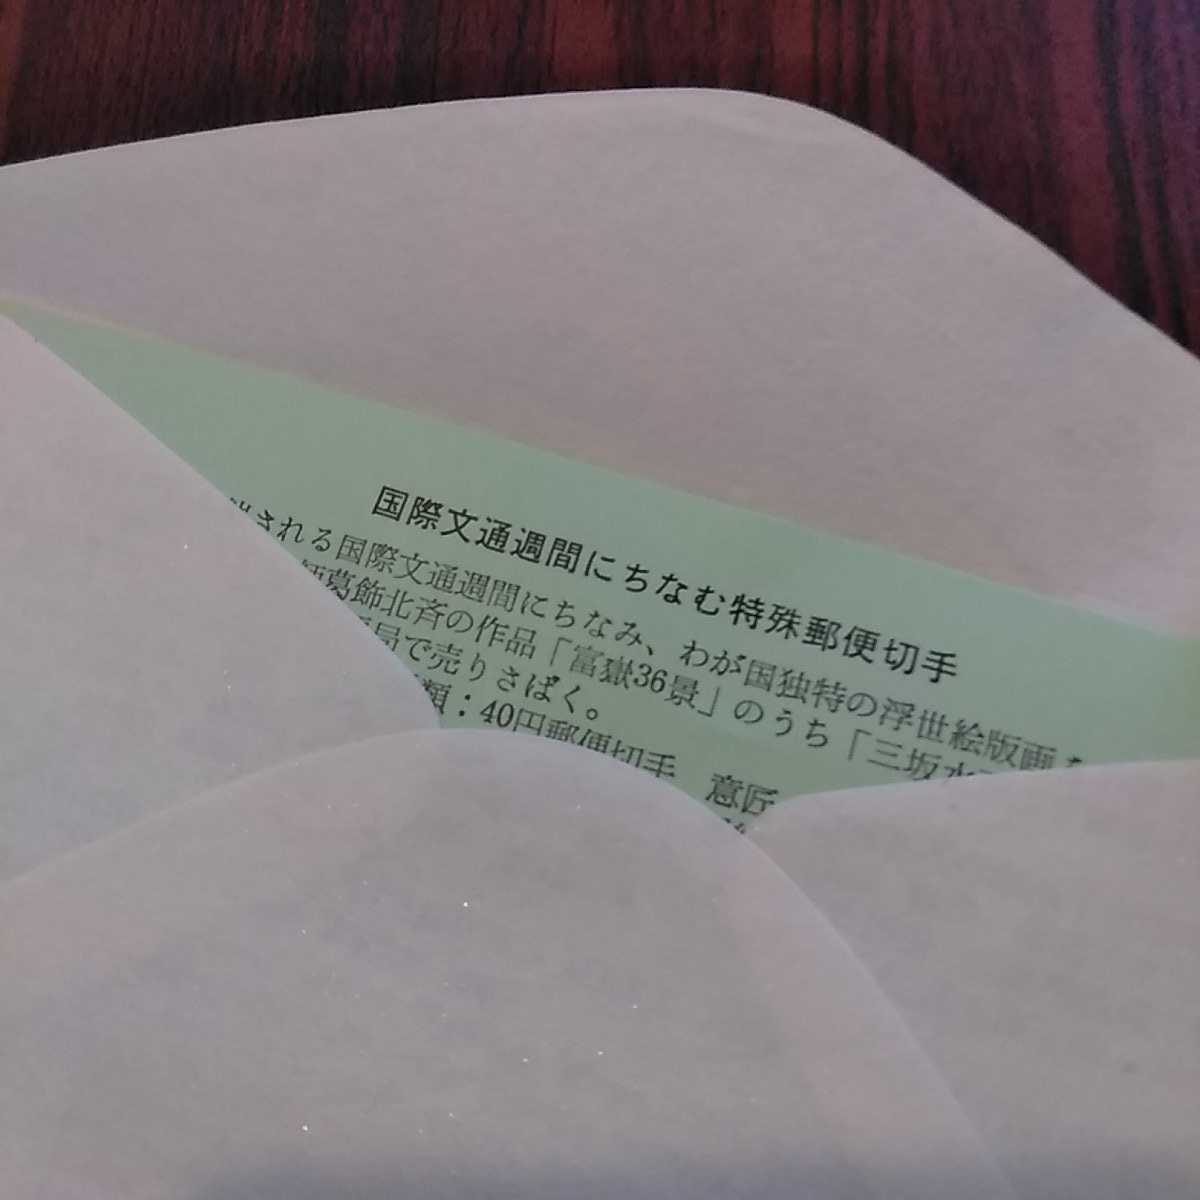 国際文通週間にちなむ特殊郵便切手
される国際文通週間にちなみ、わが国独特の浮世絵版画
葛飾北斉の作品「富嶽36景」のうち「三坂水
局で売りさばく。
類：40円郵便切手　意匠